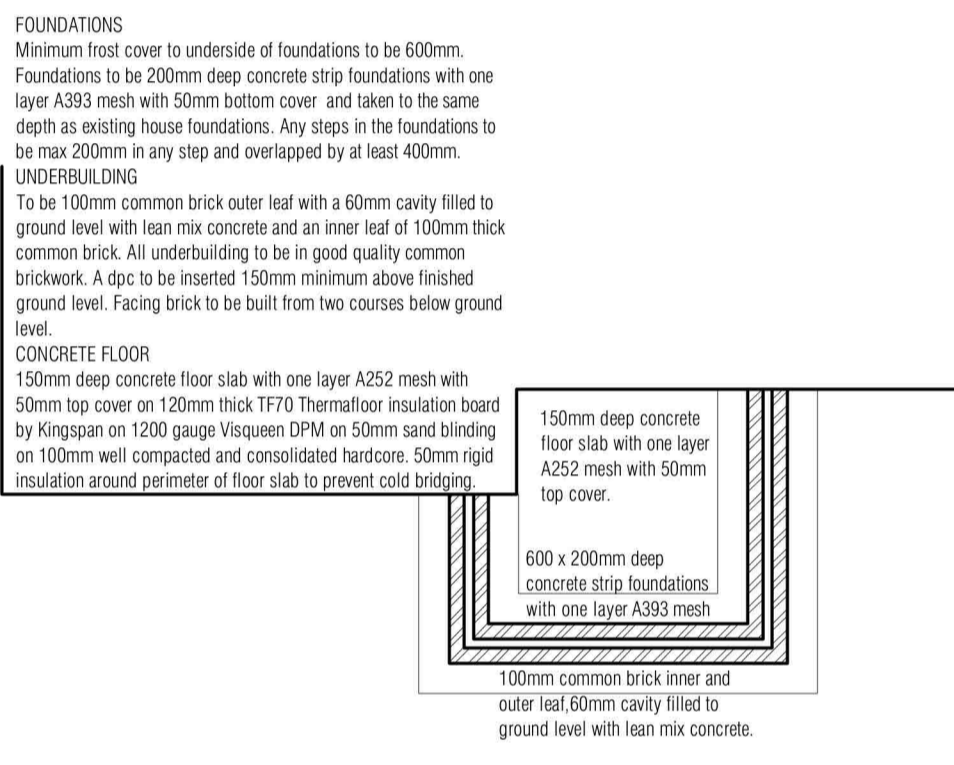 FOUNDATIONS
Minimum frost cover to underside of foundations to be 600mm.
Foundations to be 200mm deep concrete strip foundations with one
layer A393 mesh with 50mm bottom cover and taken to the same
depth as existing house foundations. Any steps in the foundations to
be max 200mm in any step and overlapped by at least 400mm.
UNDERBUILDING
To be 100mm common brick outer leaf with a 60mm cavity filled to
ground level with lean mix concrete and an inner leaf of 100mm thick
common brick. All underbuilding to be in good quality common
brickwork. A dpc to be inserted 150mm minimum above finished
ground level. Facing brick to be built from two courses below ground
level.
CONCRETE FLOOR
150mm deep concrete floor slab with one layer A252 mesh with
50mm top cover on 120mm thick TF70 Thermafloor insulation board
by Kingspan on 1200 gauge Visqueen DPM on 50mm sand blinding
on 100mm well compacted and consolidated hardcore. 50mm rigid
insulation around perimeter of floor slab to prevent cold bridging.
150mm deep concrete
floor slab with one layer
A252 mesh with 50mm
top cover.
600 x 200mm deep
concrete strip foundations
with one layer A393 mesh
100mm common brick inner and
outer leaf,60mm cavity filled to
ground level with lean mix concrete.